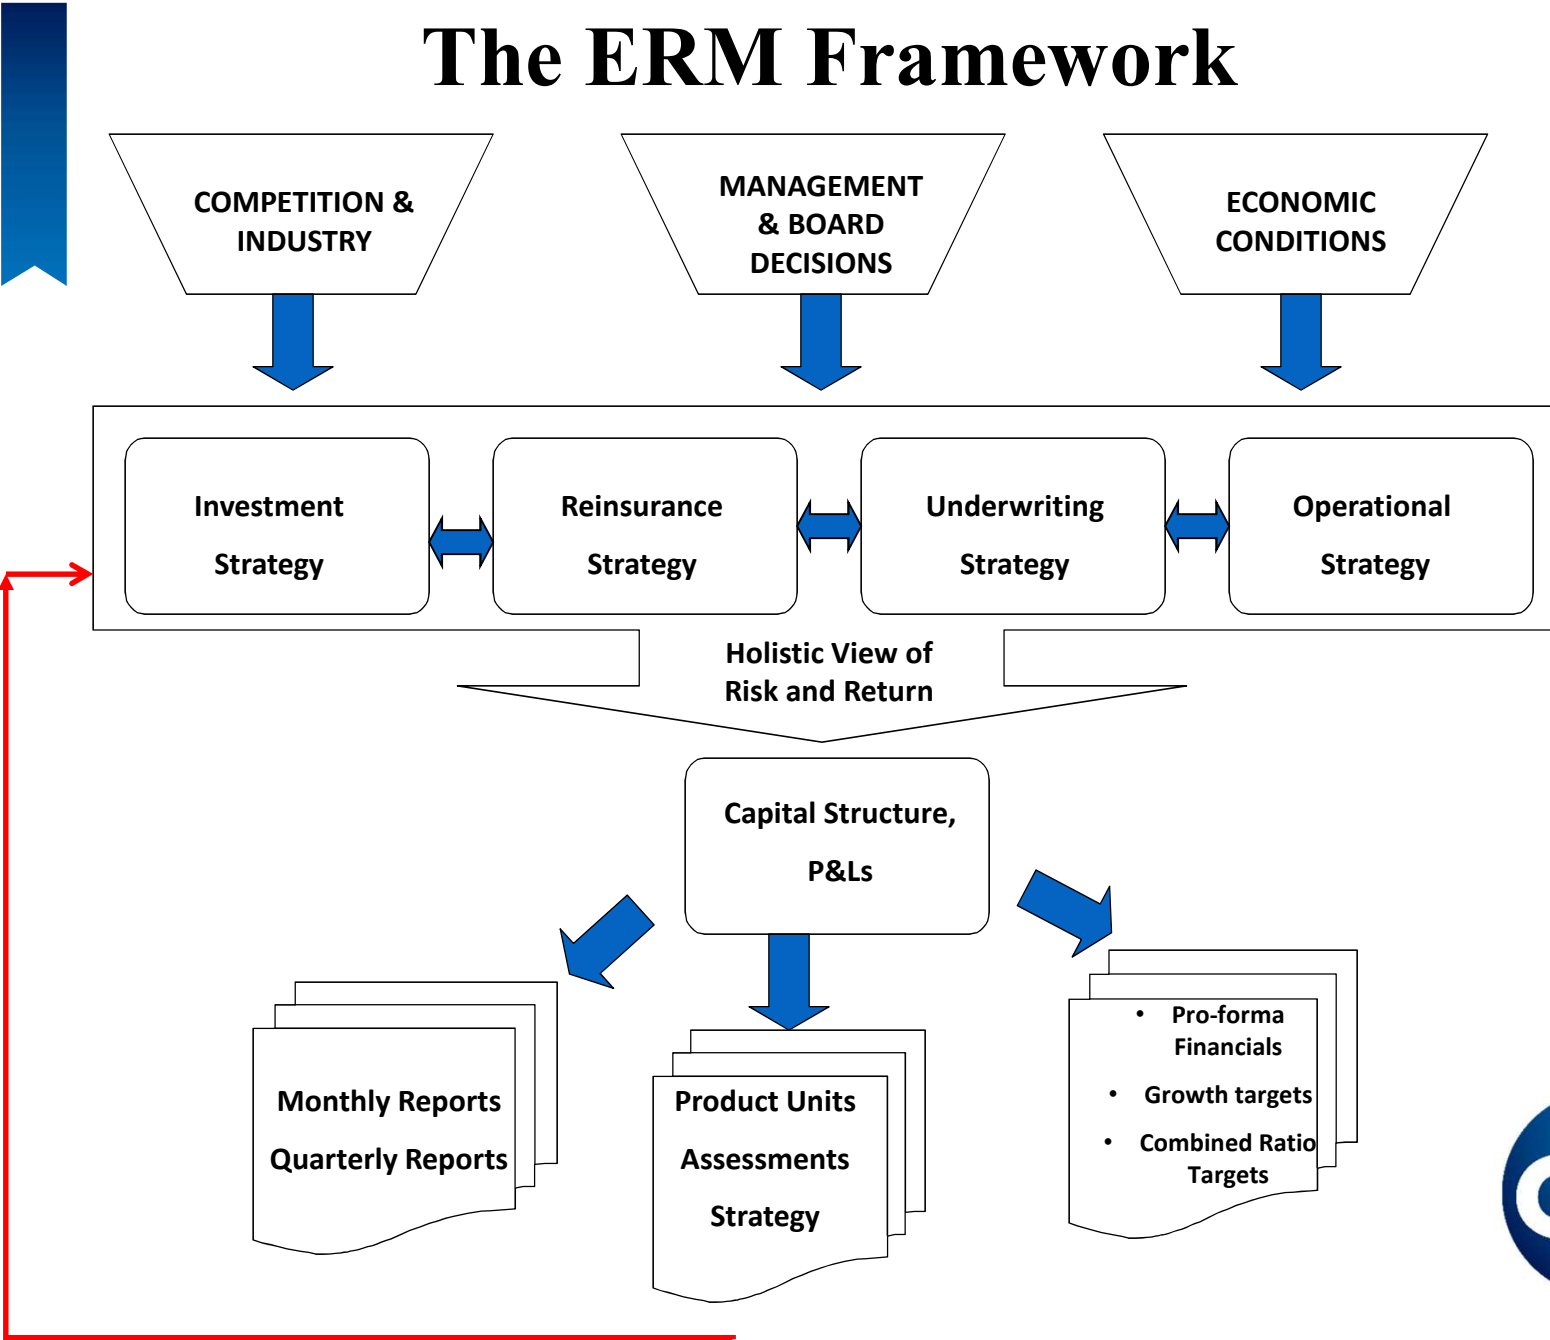 The ERM Framework
COMPETITION &
INDUSTRY
MANAGEMENT
& BOARD
DECISIONS
ECONOMIC
CONDITIONS
Investment
Strategy
Reinsurance
Strategy
Underwriting
Strategy
Operational
Strategy
Holistic View of
Risk and Return
Capital Structure,
P&Ls
Monthly Reports
Quarterly Reports
Product Units
Assessments
Strategy
• Pro-forma
Financials
• Growth targets
• Combined Ratio
Targets